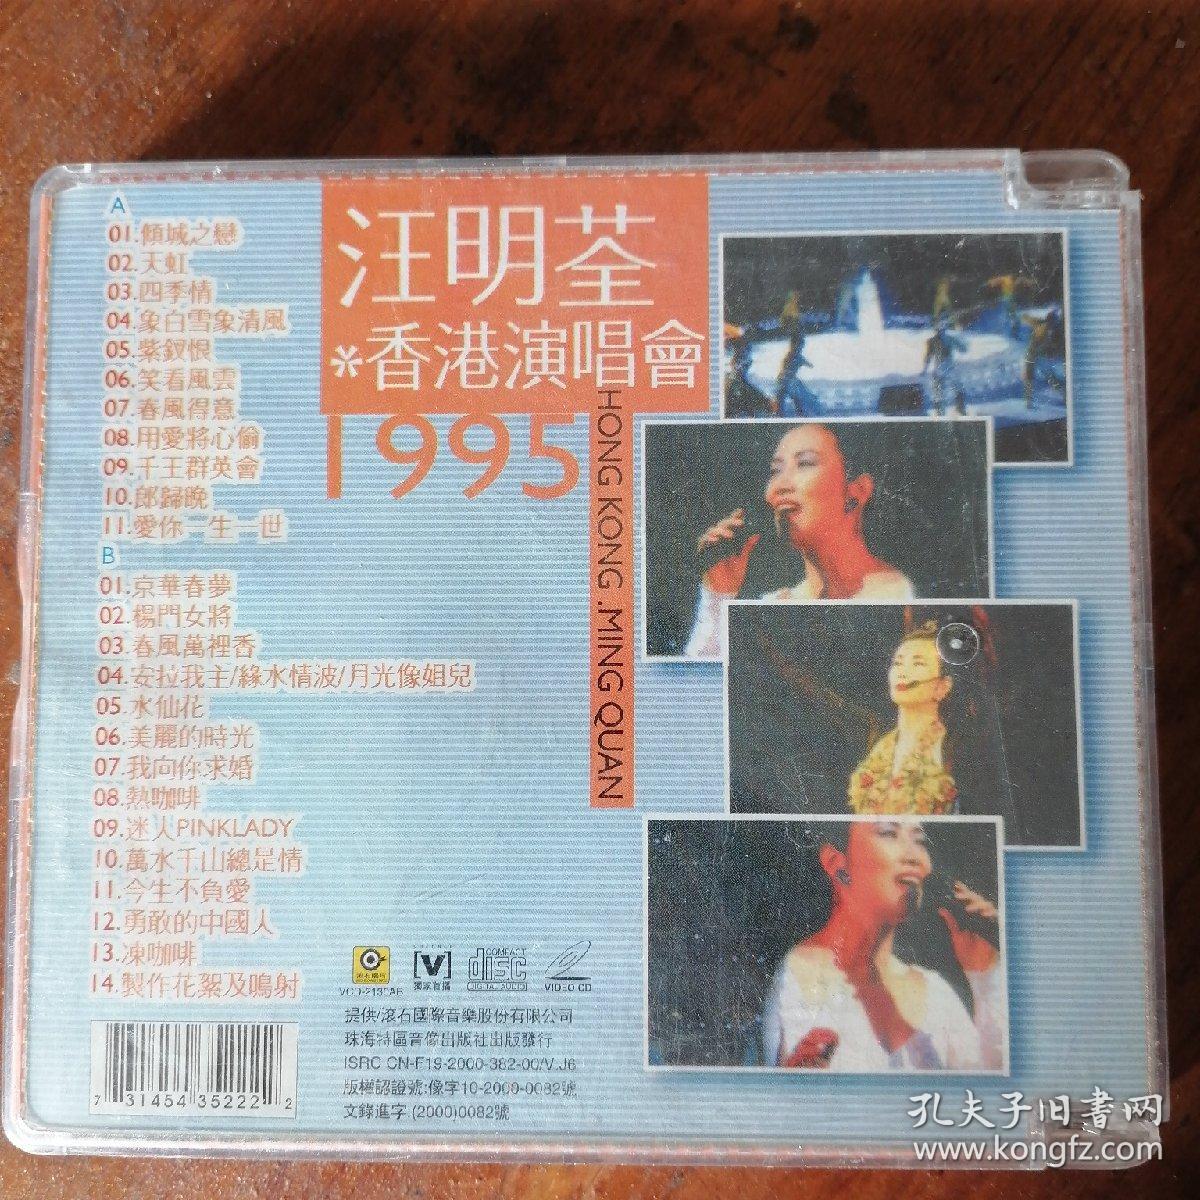 A
01.傾城之戀
02.天虹
03.四季情
04.象白雪象清風
05.紫釵恨
06.笑看風雲
07.春風得意
08.用愛將心偷
09.千王群英會
10.郎歸晚
11.愛你一生一世
B
01.京華春夢
02.楊門女將
03.春風萬裡香
04.安拉我主/綠水情波/月光像姐兒
05.水仙花
06.美麗的時光
07.我向你求婚
08.熱咖啡
09.迷人PINKLADY
10.萬水千山總是情
11.今生不負愛
12.勇敢的中國人
13.凍咖啡
14.製作花絮及鳴射
汪明荃
*香港演唱會
1995
HONG KONG .MING QUAN
[V]
獨家首播
COMPACT
disc
DIGITAL AUDIO
VIDEO CD
提供/滾石國際音樂股份有限公司
珠海特區音像出版社出版發行
ISRC CN-F19-2000-382-00/V.J6
版權認證號:像字10-2000-0082號
文錄進字 (2000)0082號
7 31454 35222 2
孔夫子旧書网
www.kongfz.com